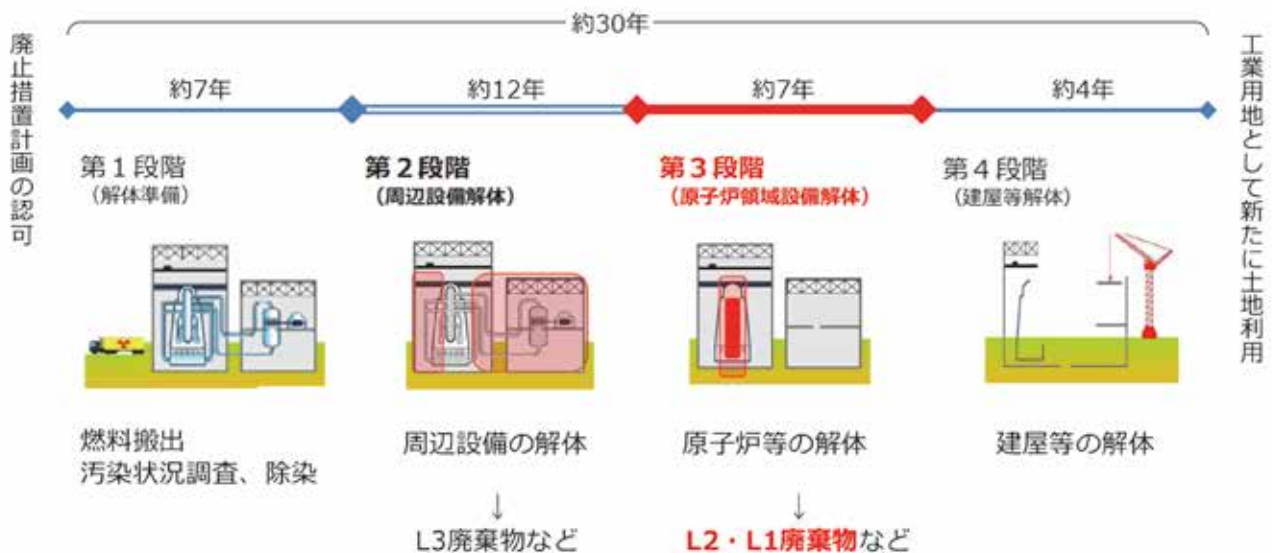 約30年
廃止措置計画の認可
約7年
約12年
約7年
約4年
工業用地として新たに土地利用
第1段階
(解体準備)
第2段階
(周辺設備解体)
第3段階
(原子炉領域設備解体)
第4段階
(建屋等解体)
燃料搬出
汚染状況調査、除染
周辺設備の解体
原子炉等の解体
建屋等の解体
↓
L3廃棄物など
↓
L2・L1廃棄物など